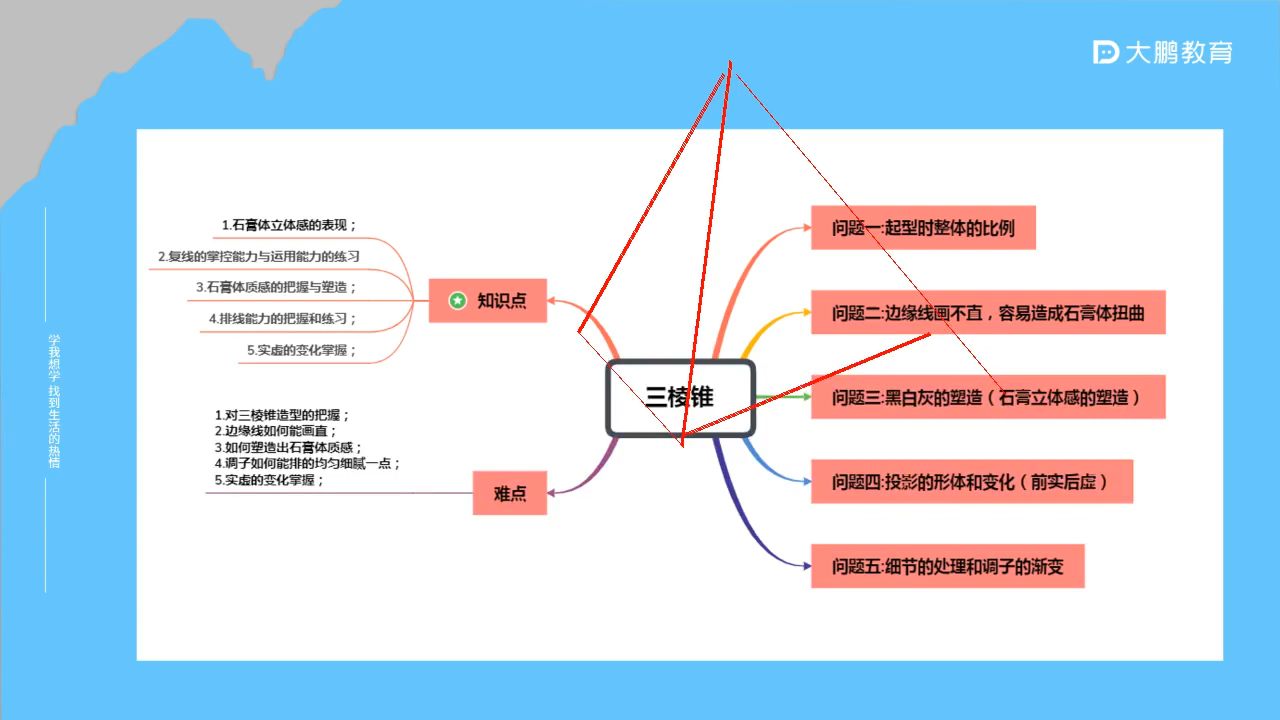 大鹏教育
学我想学 找到生活的热情
1.石膏体立体感的表现；
2.复线的掌控能力与运用能力的练习
3.石膏体质感的把握与塑造；
4.排线能力的把握和练习；
5.实虚的变化掌握；
知识点
1.对三棱锥造型的把握；
2.边缘线如何能画直；
3.如何塑造出石膏体质感；
4.调子如何能排的均匀细腻一点；
5.实虚的变化掌握；
难点
三棱锥
问题一:起型时整体的比例
问题二:边缘线画不直，容易造成石膏体扭曲
问题三:黑白灰的塑造（石膏立体感的塑造）
问题四:投影的形体和变化（前实后虚）
问题五:细节的处理和调子的渐变